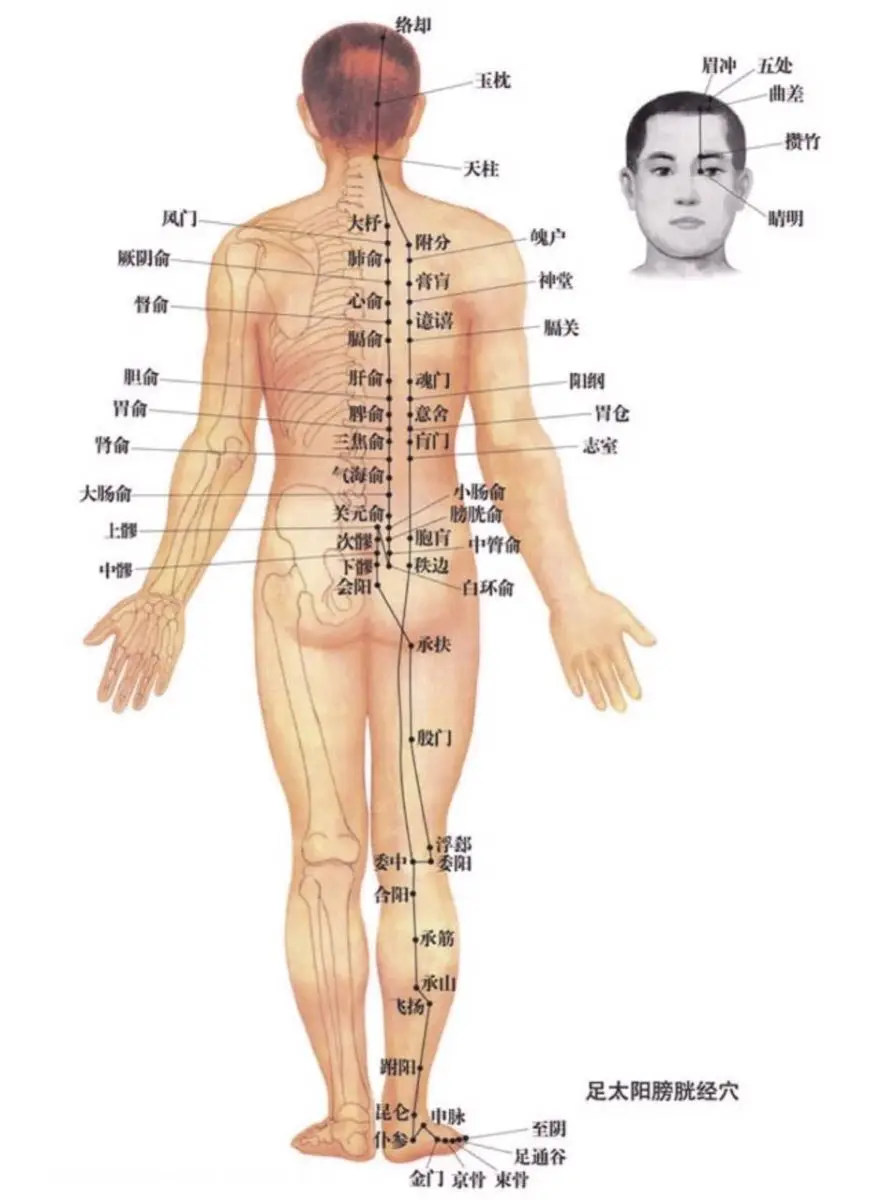 络却
玉枕
眉冲
五处
曲差
攒竹
晴明
天柱
风门
大杼
附分
魄户
厥阴俞
肺俞
膏肓
神堂
督俞
心俞
谚谑
膈俞
膈关
胆俞
肝俞
魂门
阳纲
胃俞
脾俞
意舍
胃仓
肾俞
三焦俞
肓门
志室
气海俞
大肠俞
小肠俞
关元俞
膀胱俞
上髎
次髎
胞肓
中膂俞
中髎
下髎
秩边
会阳
白环俞
承扶
殷门
浮郄
委中
委阳
合阳
承筋
承山
飞扬
跗阳
足太阳膀胱经穴
昆仑
申脉
仆参
至阴
足通谷
金门
京骨
束骨